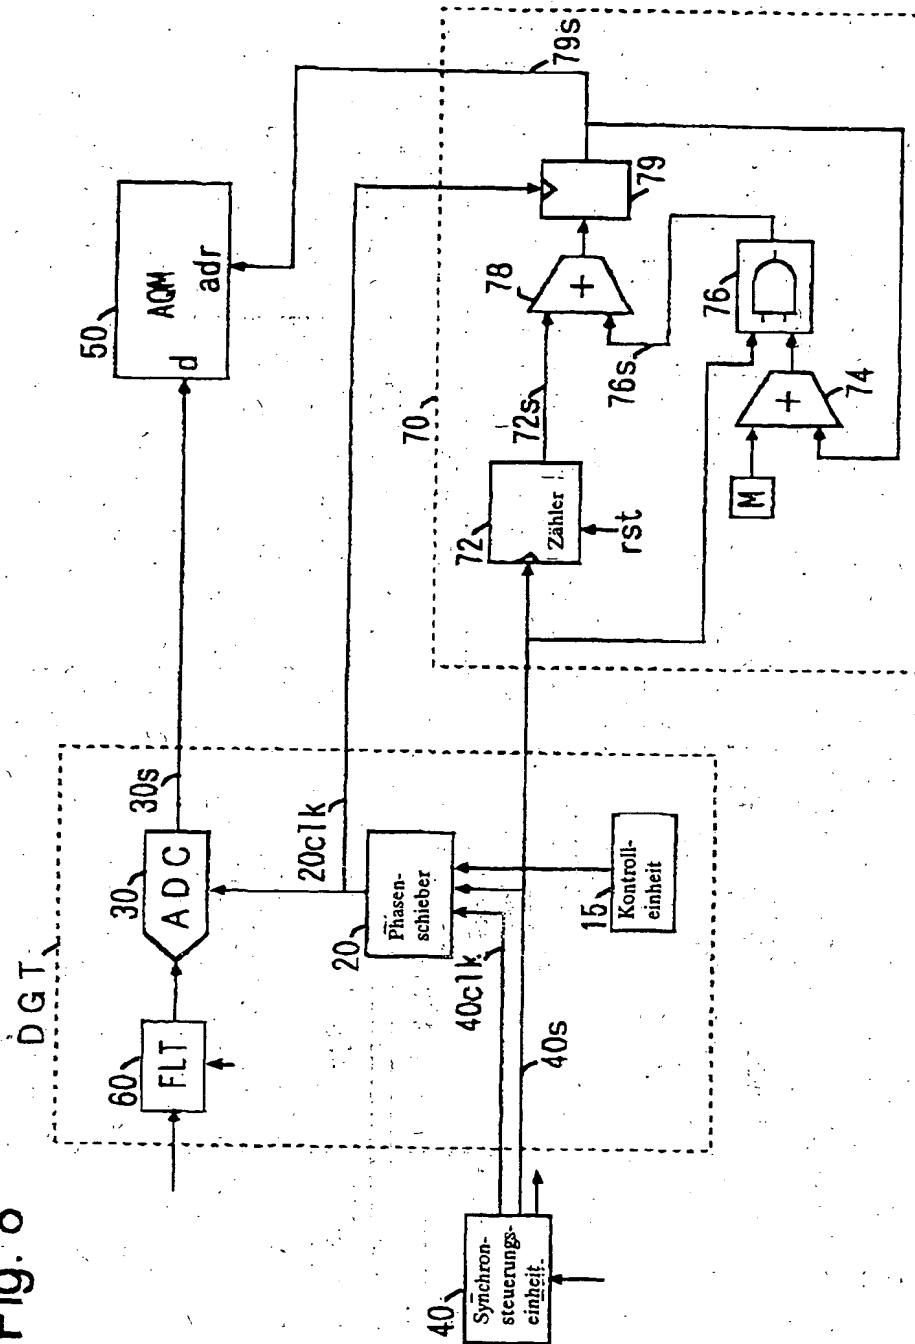 Fig.
DGT
60
FLT
30
ADC
30s
50
AQM
d
adr
20clk
20
Phasen-
schieber
40clk
40s
15
Kontroll-
einheit
40
Synchron-
steuerungs-
einheit
70
72
Zähler
rst
72s
78
+
79
79s
76s
76
M
+
74